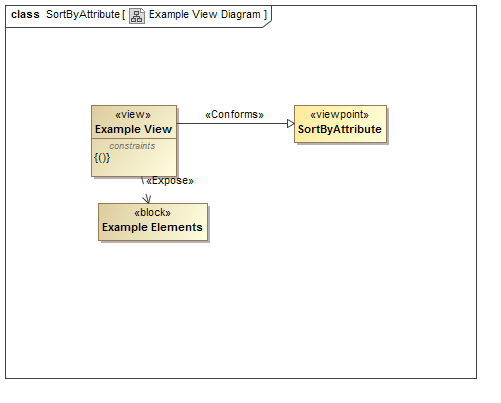 class SortByAttribute [ Example View Diagram ]
«view»
Example View
constraints
{()}
«Conforms»
«viewpoint»
SortByAttribute
«Expose»
«block»
Example Elements